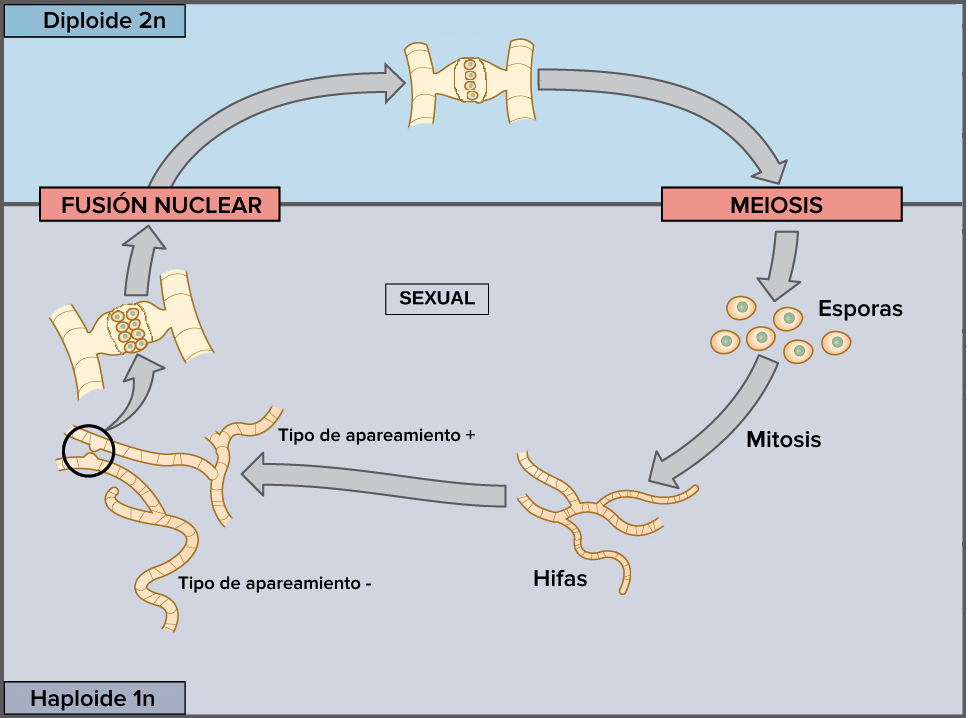 Diploide 2n
FUSIÓN NUCLEAR
MEIOSIS
SEXUAL
Esporas
Tipo de apareamiento +
Mitosis
Hifas
Tipo de apareamiento -
Haploide 1n